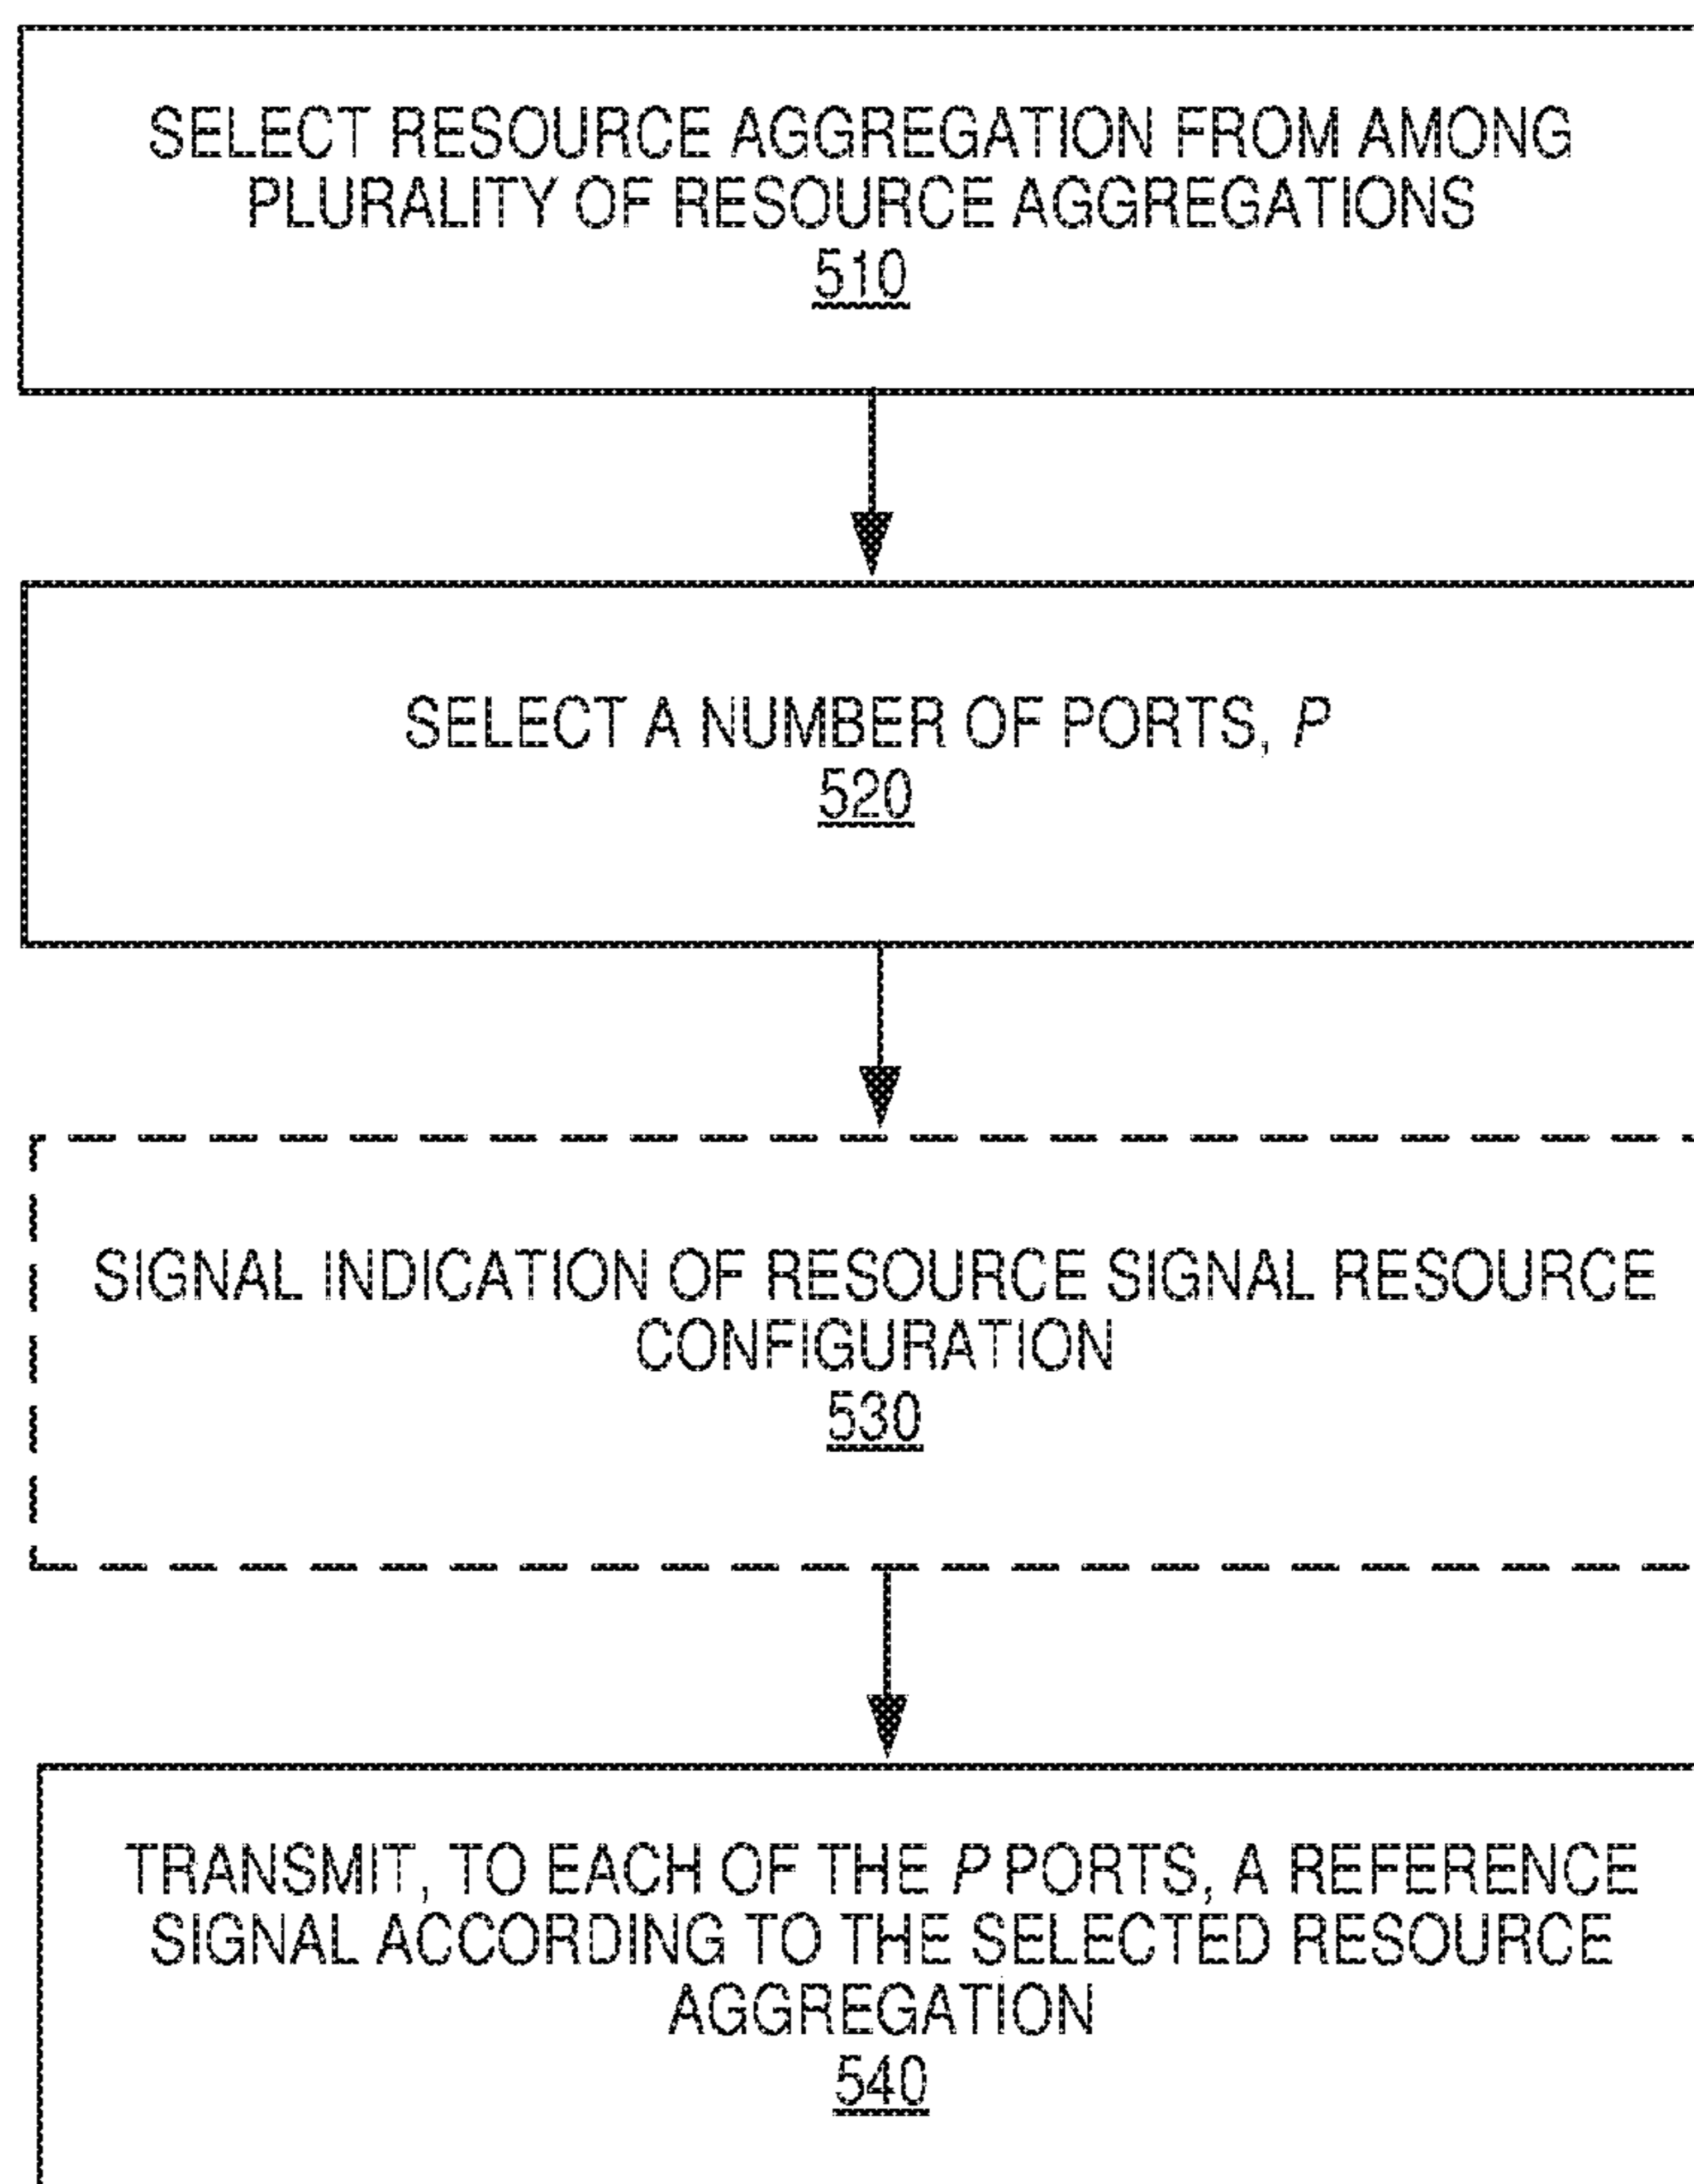 SELECT RESOURCE AGGREGATION FROM AMONG
PLURALITY OF RESOURCE AGGREGATIONS
510
SELECT A NUMBER OF PORTS, P
520
SIGNAL INDICATION OF RESOURCE SIGNAL RESOURCE
CONFIGURATION
530
TRANSMIT, TO EACH OF THE P PORTS, A REFERENCE
SIGNAL ACCORDING TO THE SELECTED RESOURCE
AGGREGATION
540